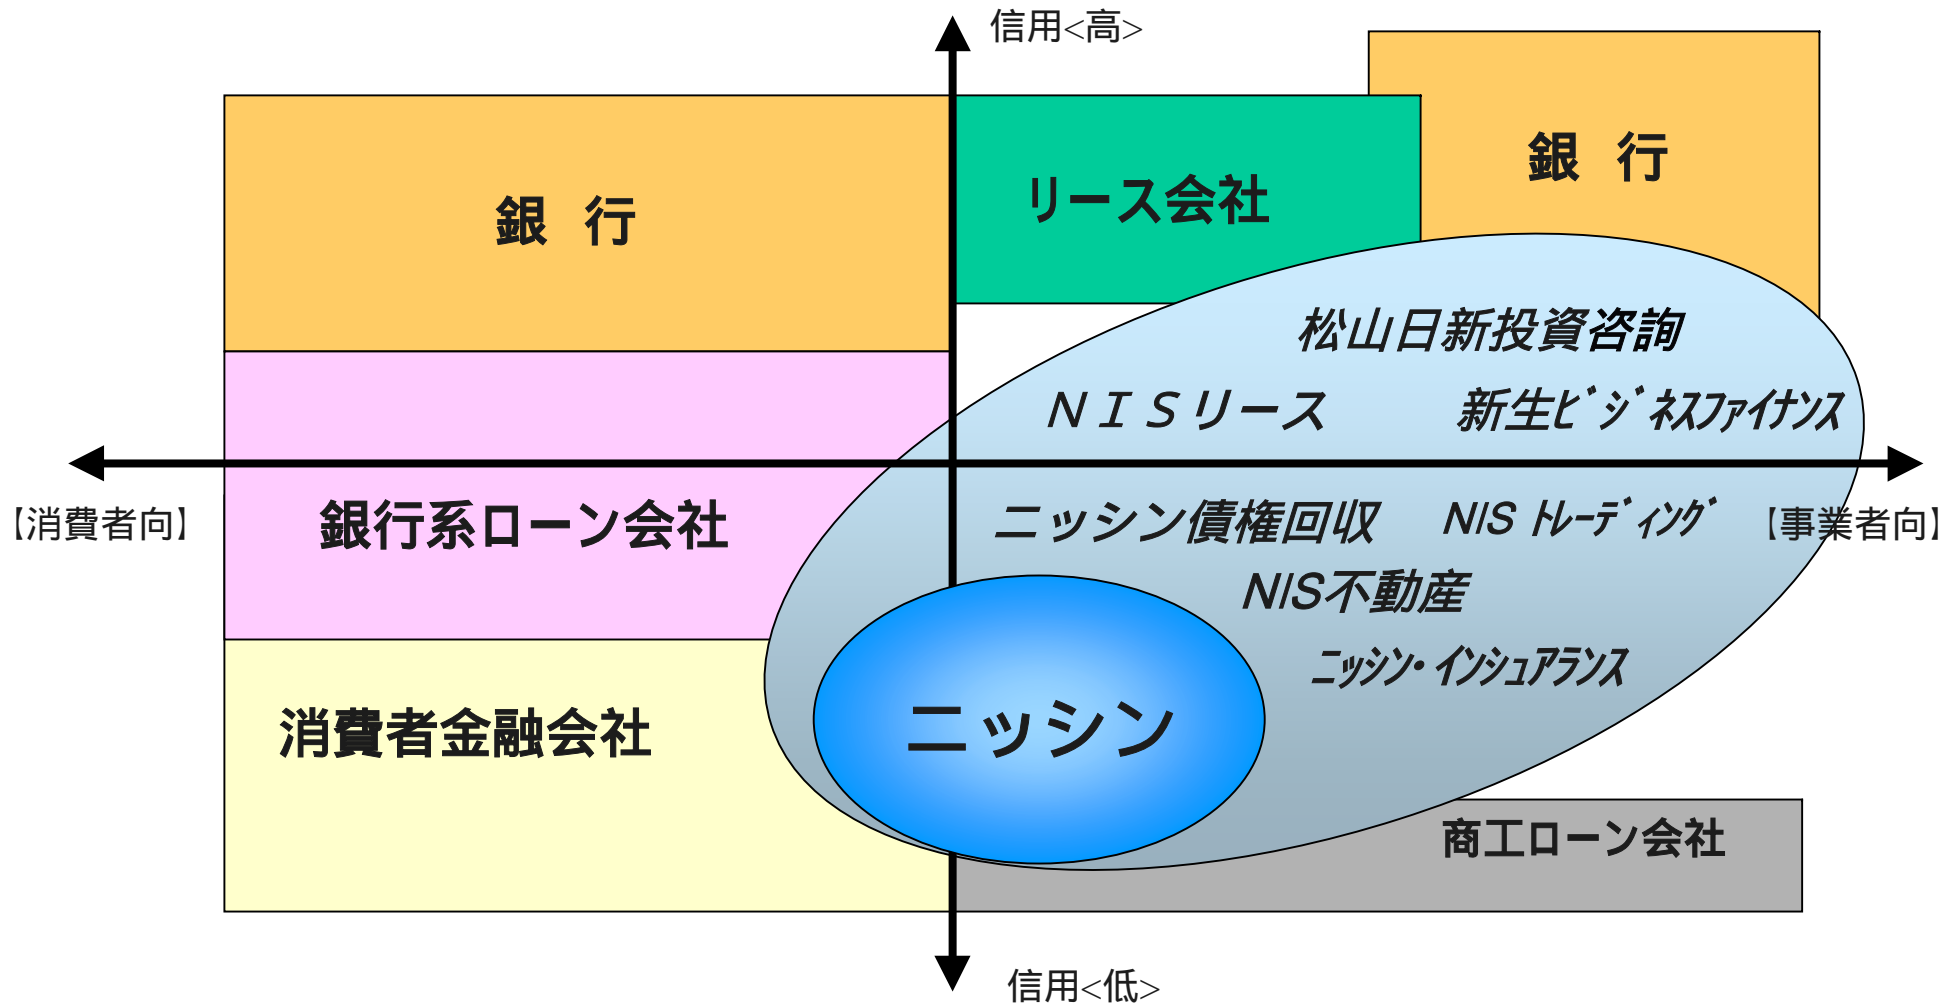 信用<高>
銀 行
リース会社
銀 行
松山日新投資咨詢
ＮＩＳリース
新生ﾋﾞｼﾞﾈｽﾌｧｲﾅﾝｽ
【消費者向】
銀行系ローン会社
ニッシン債権回収
NIS ﾄﾚｰﾃﾞｨﾝｸﾞ
【事業者向】
NIS不動産
ﾆｯｼﾝ・ｲﾝｼｭｱﾗﾝｽ
消費者金融会社
ニッシン
商工ローン会社
信用<低>